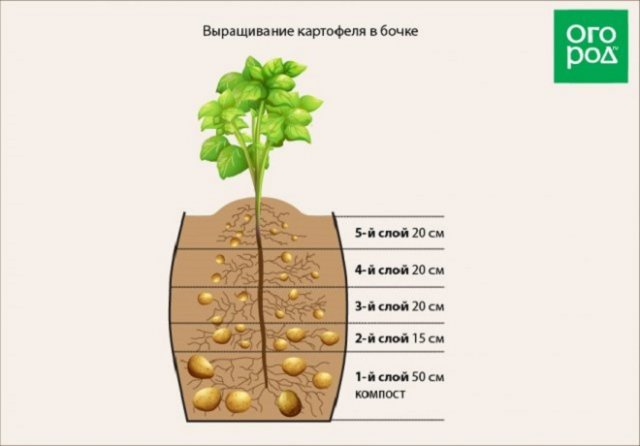 Выращивание картофеля в бочке
Ого
род.ru
5-й слой 20 см
4-й слой 20 см
3-й слой 20 см
2-й слой 15 см
1-й слой 50 см
компост